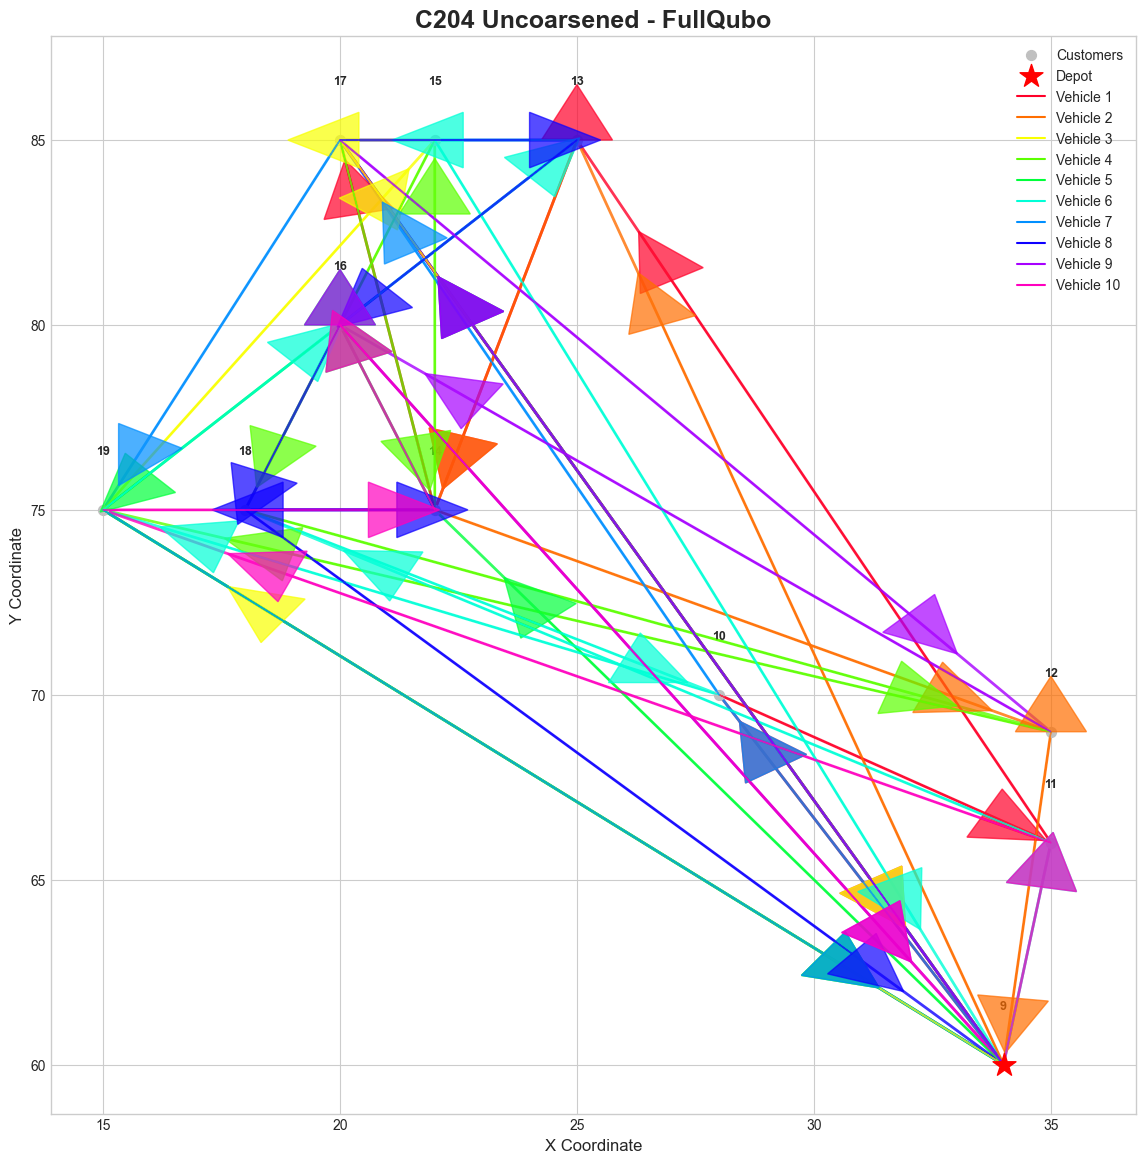 C204 Uncoarsened - FullQubo
Customers
Depot
Vehicle 1
Vehicle 2
Vehicle 3
Vehicle 4
Vehicle 5
Vehicle 6
Vehicle 7
Vehicle 8
Vehicle 9
Vehicle 10
17
15
13
16
19
18
10
12
11
9
85
80
75
70
65
60
15
20
25
30
35
Y Coordinate
X Coordinate